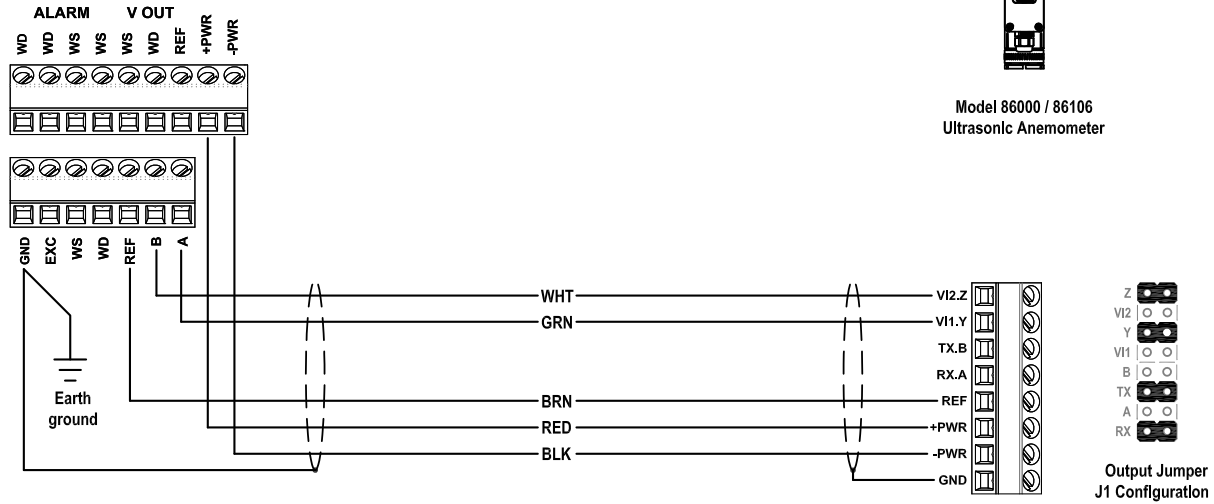 ALARM V OUT
WD WD WS WS WS WD REF +PWR -PWR
Model 86000 / 86106
Ultrasonic Anemometer
GND EXC WS WD REF B A
WHT
GRN
BRN
RED
BLK
Earth
ground
VI2.Z
VI1.Y
TX.B
RX.A
REF
+PWR
-PWR
GND
Z
VI2
Y
VI1
B
TX
A
RX
Output Jumper
J1 Configuration